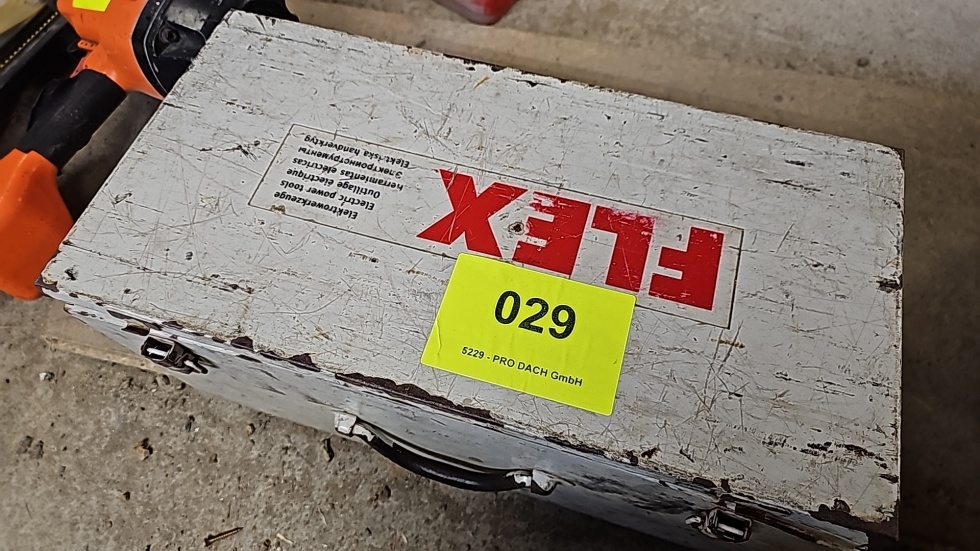 FLEX
Elektrowerkzeuge
Electric power tools
Outillage électrique
herramientas eléctricas
Электроинструменты
Elektriska handverktyg
029
5229 - PRO DACH GmbH